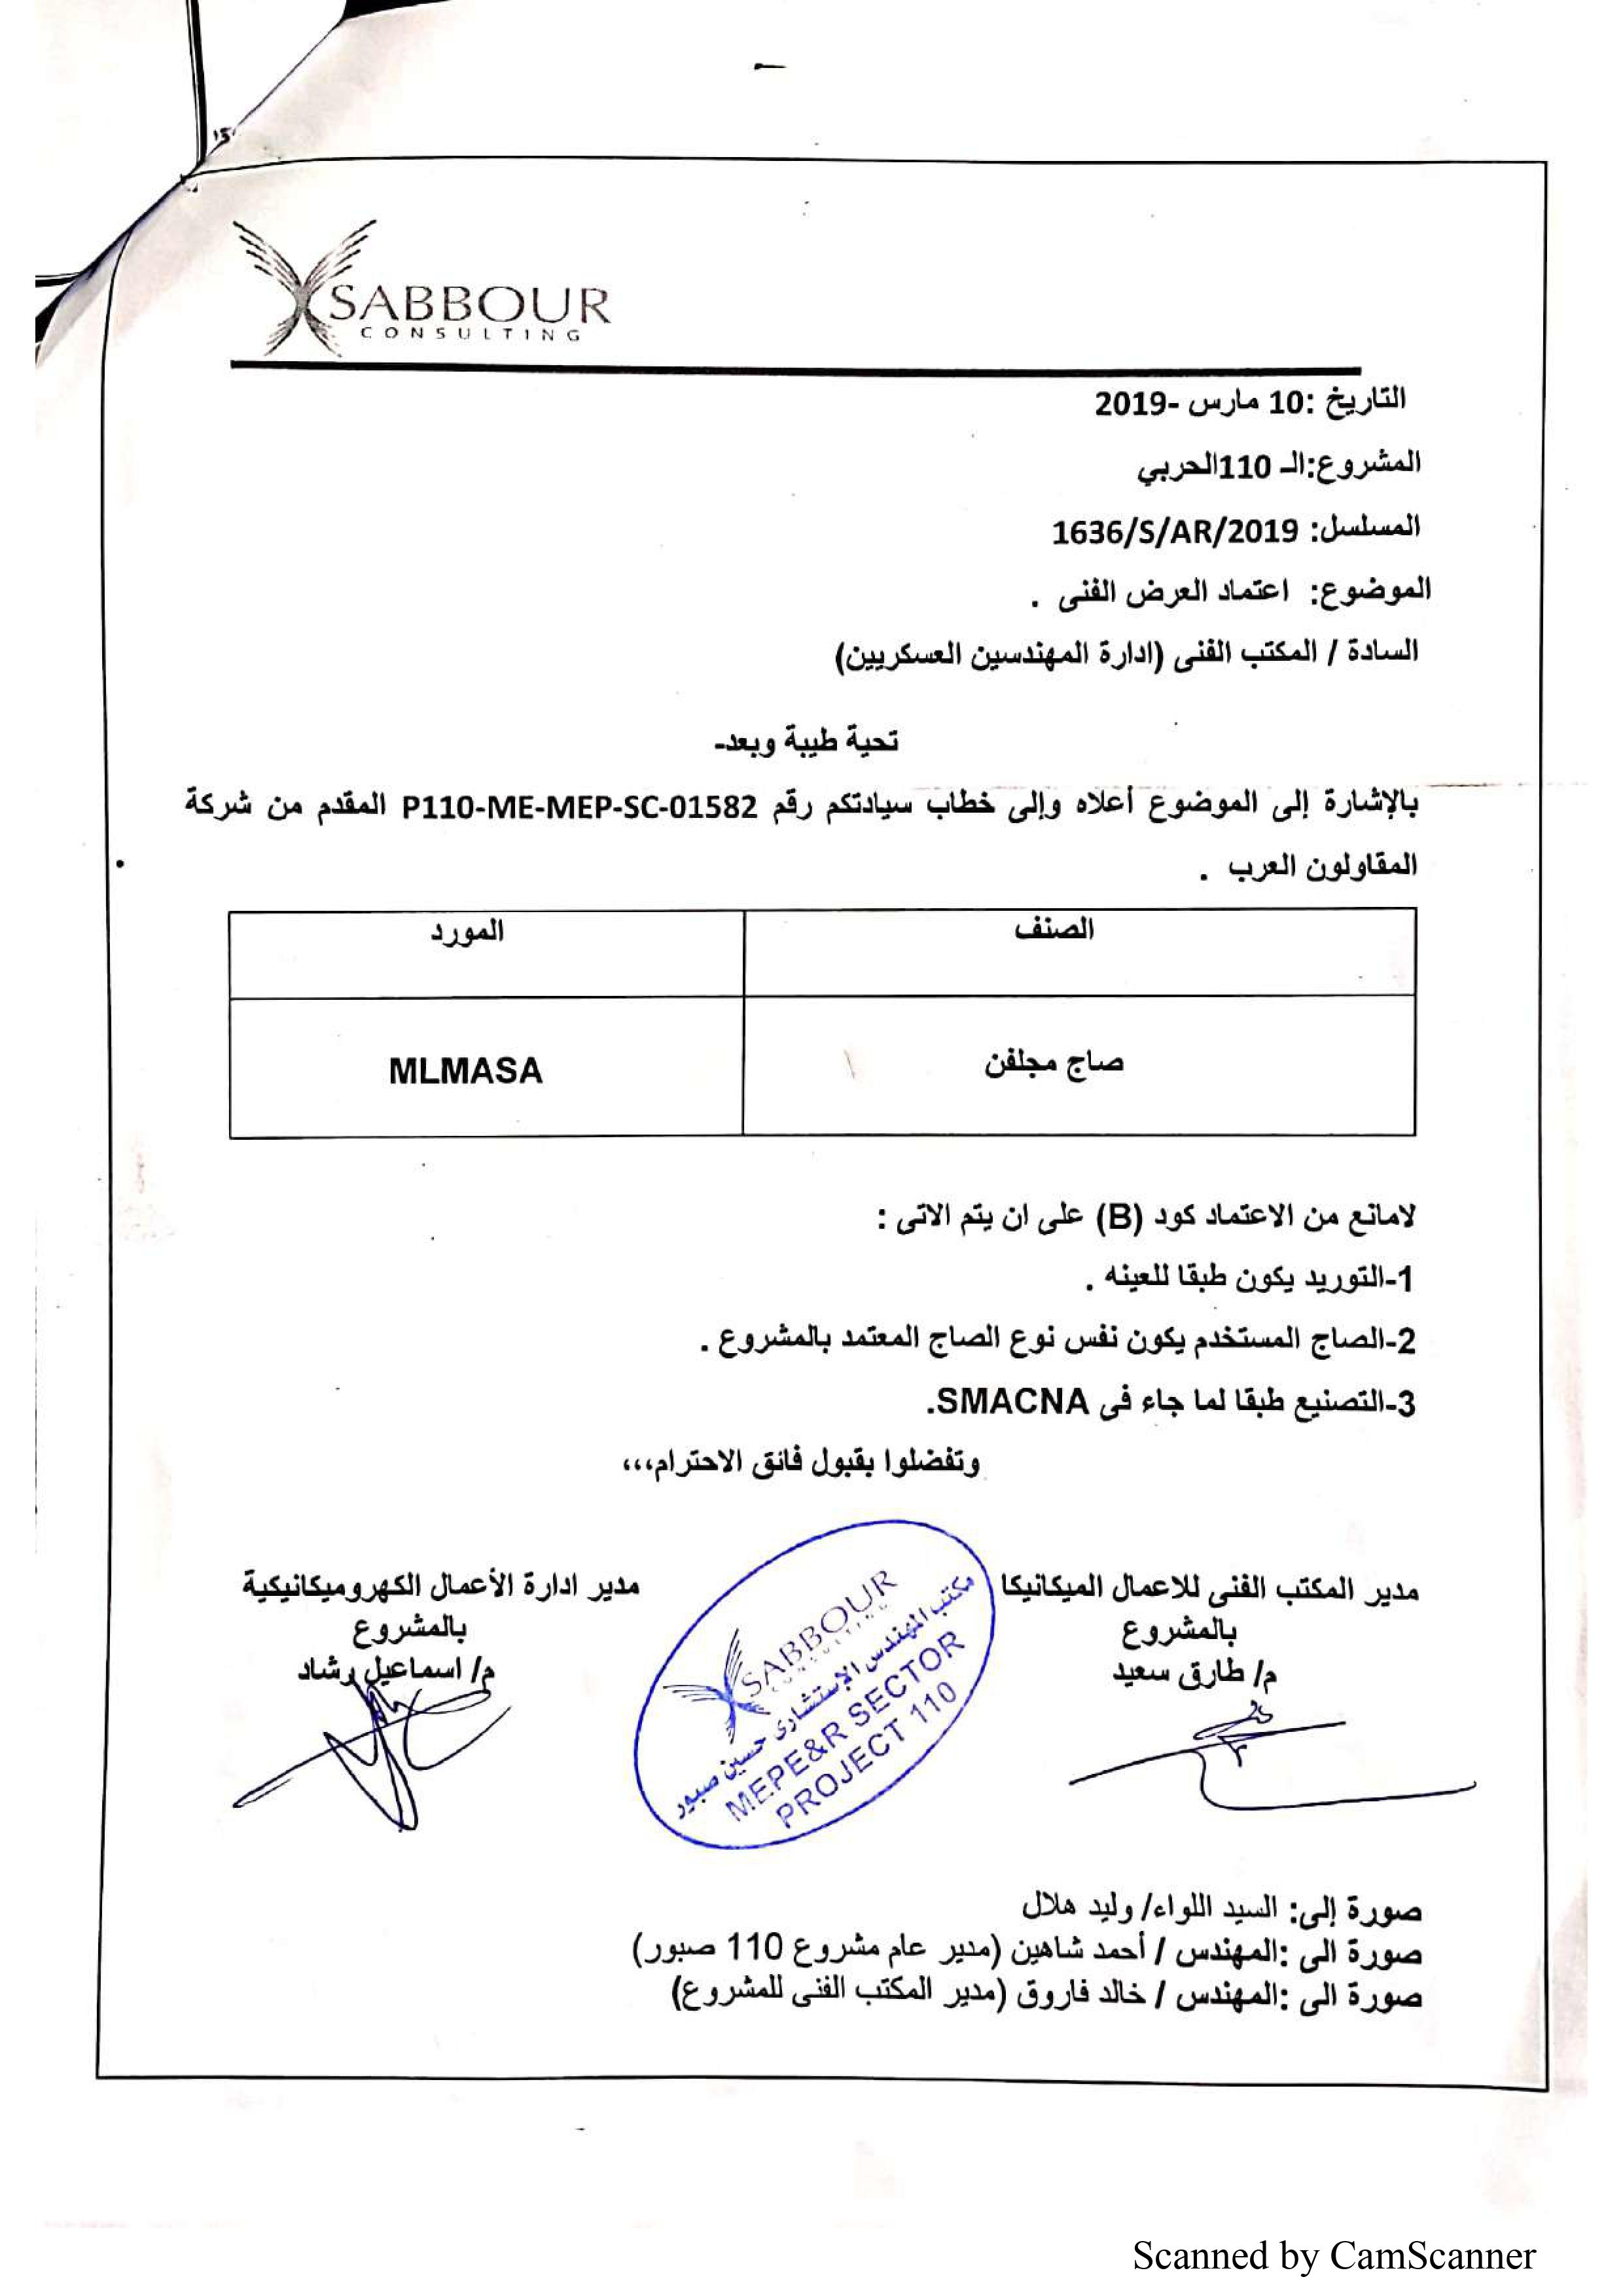 SABBOUR
CONSULTING
التاريخ :10 مارس -2019
المشروع:الـ 110الحربي
المسلسل: 1636/S/AR/2019
الموضوع: اعتماد العرض الفنى .
السادة / المكتب الفنى (ادارة المهندسين العسكريين)
تحية طيبة وبعد-
بالإشارة إلى الموضوع أعلاه وإلى خطاب سيادتكم رقم P110-ME-MEP-SC-01582 المقدم من شركة
المقاولون العرب .
الصنف المورد
صاج مجلفن MLMASA
لامانع من الاعتماد كود (B) على ان يتم الاتى :
1-التوريد يكون طبقا للعينه .
2-الصاج المستخدم يكون نفس نوع الصاج المعتمد بالمشروع .
3-التصنيع طبقا لما جاء فى SMACNA.
وتفضلوا بقبول فائق الاحترام،،،
مدير المكتب الفنى للاعمال الميكانيكا
بالمشروع
م/ طارق سعيد
مدير ادارة الأعمال الكهروميكانيكية
بالمشروع
م/ اسماعيل رشاد
SABBOUR
CONSULTING
مكتب المهندس الإستشارى حسين صبور
MEPE&R SECTOR
PROJECT 110
صورة إلى: السيد اللواء/ وليد هلال
صورة الى :المهندس / أحمد شاهين (مدير عام مشروع 110 صبور)
صورة الى :المهندس / خالد فاروق (مدير المكتب الفنى للمشروع)
Scanned by CamScanner